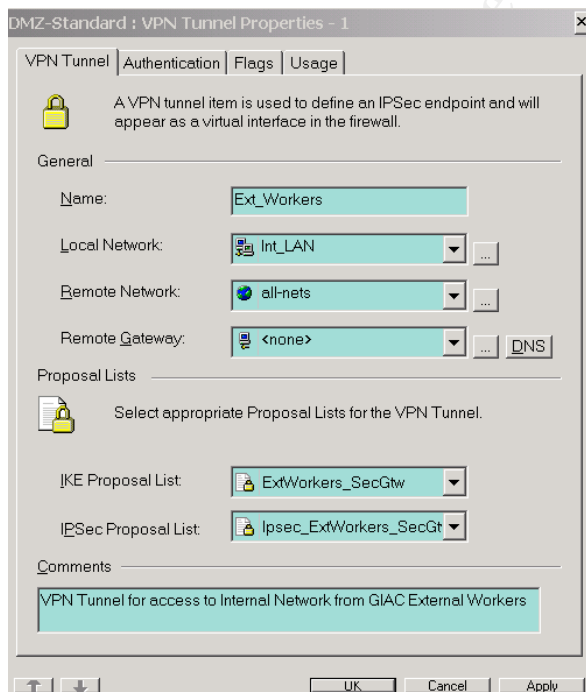 DMZ-Standard : VPN Tunnel Properties - 1
VPN Tunnel
Authentication
Flags
Usage
A VPN tunnel item is used to define an IPSec endpoint and will
appear as a virtual interface in the firewall.
General
Name:
Ext_Workers
Local Network:
Int_LAN
...
Remote Network:
all-nets
...
Remote Gateway:
<none>
...
DNS
Proposal Lists
Select appropriate Proposal Lists for the VPN Tunnel.
IKE Proposal List:
ExtWorkers_SecGtw
IPSec Proposal List:
Ipsec_ExtWorkers_SecGt
Comments
VPN Tunnel for access to Internal Network from GIAC External Workers
UK
Cancel
Apply